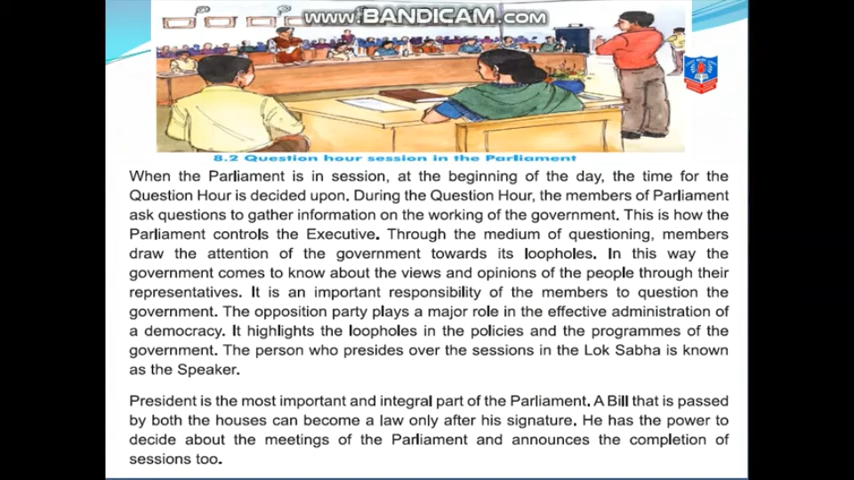 www.BANDICAM.com
8.2 Question hour session in the Parliament
When the Parliament is in session, at the beginning of the day, the time for the
Question Hour is decided upon. During the Question Hour, the members of Parliament
ask questions to gather information on the working of the government. This is how the
Parliament controls the Executive. Through the medium of questioning, members
draw the attention of the government towards its loopholes. In this way the
government comes to know about the views and opinions of the people through their
representatives. It is an important responsibility of the members to question the
government. The opposition party plays a major role in the effective administration of
a democracy. It highlights the loopholes in the policies and the programmes of the
government. The person who presides over the sessions in the Lok Sabha is known
as the Speaker.
President is the most important and integral part of the Parliament. A Bill that is passed
by both the houses can become a law only after his signature. He has the power to
decide about the meetings of the Parliament and announces the completion of
sessions too.